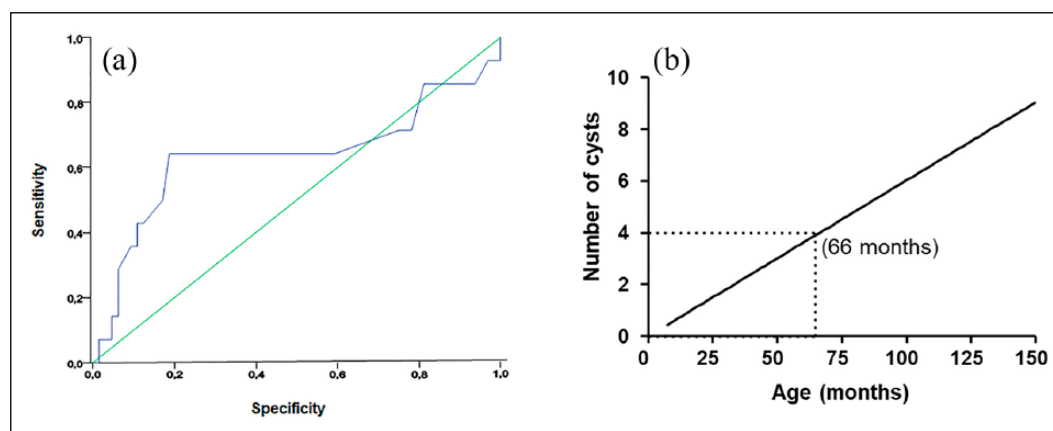 (a)
1,0
0,8
0,6
0,4
0,2
0,0
Sensitivity
0,0 0,2 0,4 0,6 0,8 1,0
Specificity
(b)
10
8
6
4
2
0
Number of cysts
(66 months)
0 25 50 75 100 125 150
Age (months)